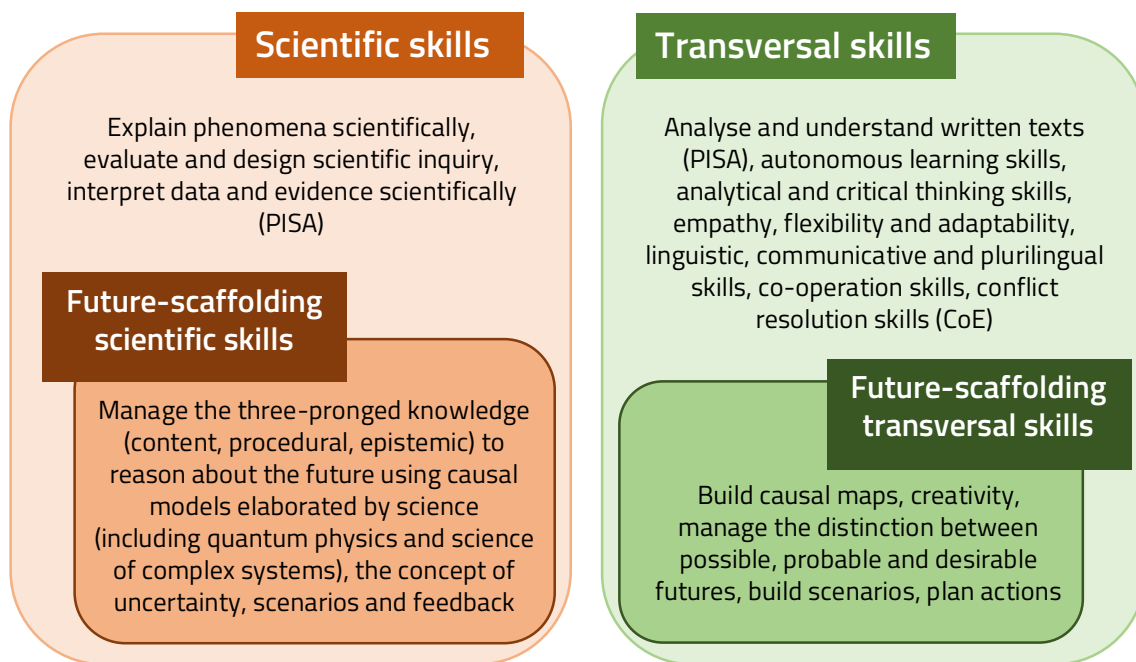 Scientific skills
Explain phenomena scientifically,
evaluate and design scientific inquiry,
interpret data and evidence scientifically
(PISA)
Future-scaffolding
scientific skills
Manage the three-pronged knowledge
(content, procedural, epistemic) to
reason about the future using causal
models elaborated by science
(including quantum physics and science
of complex systems), the concept of
uncertainty, scenarios and feedback
Transversal skills
Analyse and understand written texts
(PISA), autonomous learning skills,
analytical and critical thinking skills,
empathy, flexibility and adaptability,
linguistic, communicative and plurilingual
skills, co-operation skills, conflict
resolution skills (CoE)
Future-scaffolding
transversal skills
Build causal maps, creativity,
manage the distinction between
possible, probable and desirable
futures, build scenarios, plan actions